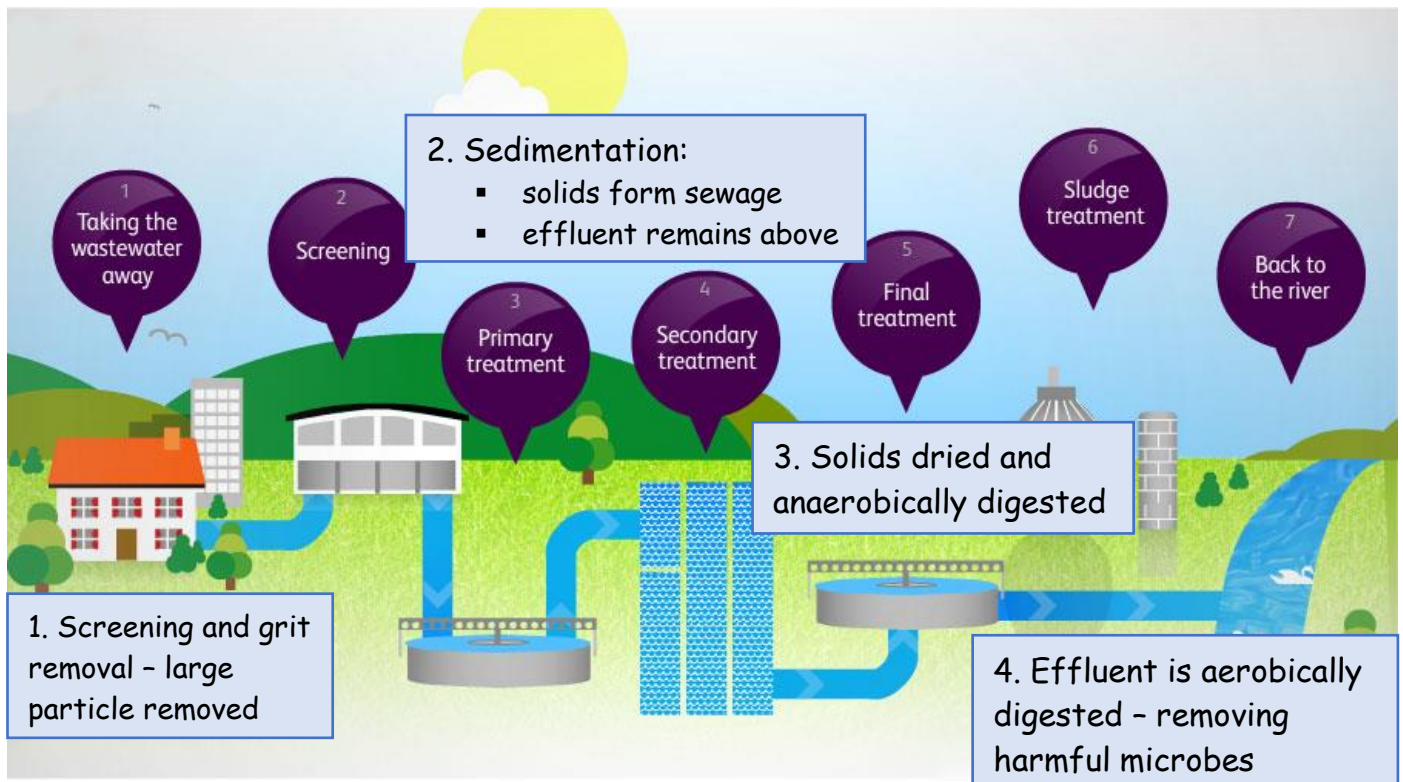 1
Taking the
wastewater
away
2
Screening
2. Sedimentation:
▪ solids form sewage
▪ effluent remains above
3
Primary
treatment
4
Secondary
treatment
5
Final
treatment
6
Sludge
treatment
7
Back to
the river
1. Screening and grit
removal – large
particle removed
3. Solids dried and
anaerobically digested
4. Effluent is aerobically
digested – removing
harmful microbes